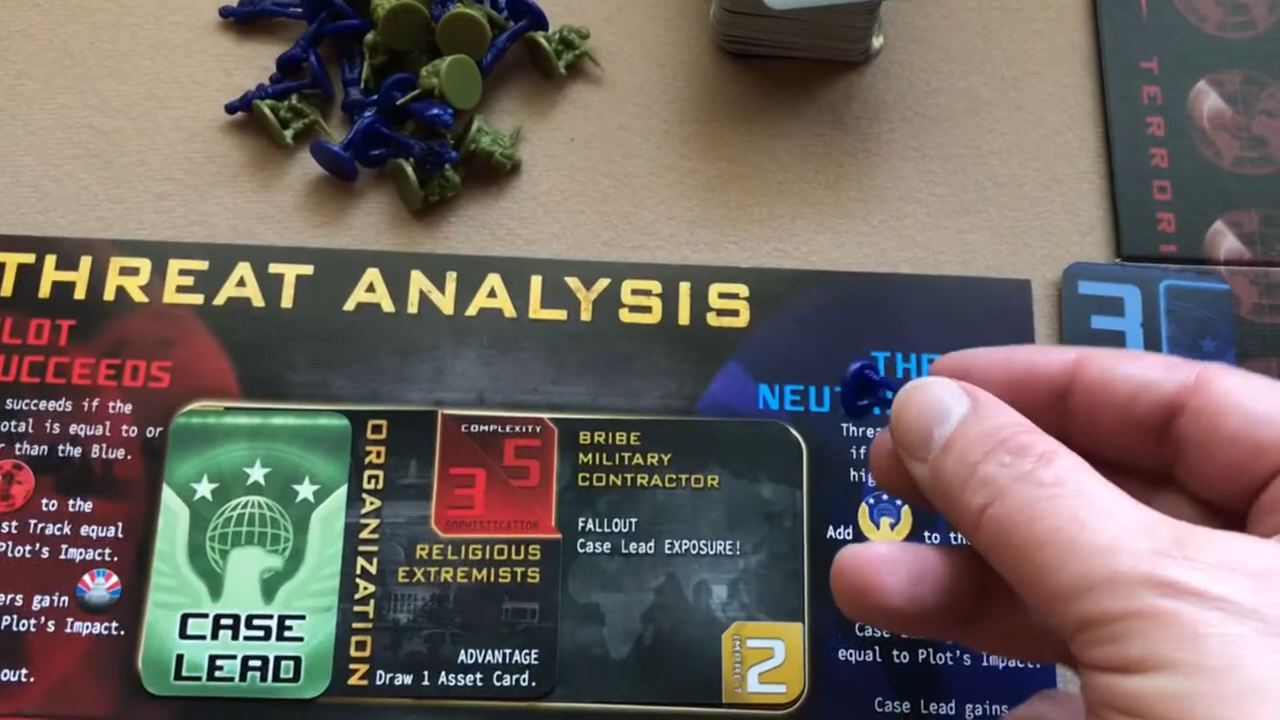 TERRORI
THREAT ANALYSIS
3
LOT
UCCEEDS
succeeds if the
otal is equal to or
than the Blue.
to the
st Track equal
Plot's Impact.
ers gain
Plot's Impact.
out.
CASE
LEAD
ORGANIZATION
COMPLEXITY
5
3
SOPHISTICATION
RELIGIOUS
EXTREMISTS
ADVANTAGE
Draw 1 Asset Card.
BRIBE
MILITARY
CONTRACTOR
FALLOUT
Case Lead EXPOSURE!
IMPACT
2
THR
NEUT
Threa
if
hig
Add to th
Case
equal to Plot's Impact.
Case Lead gains